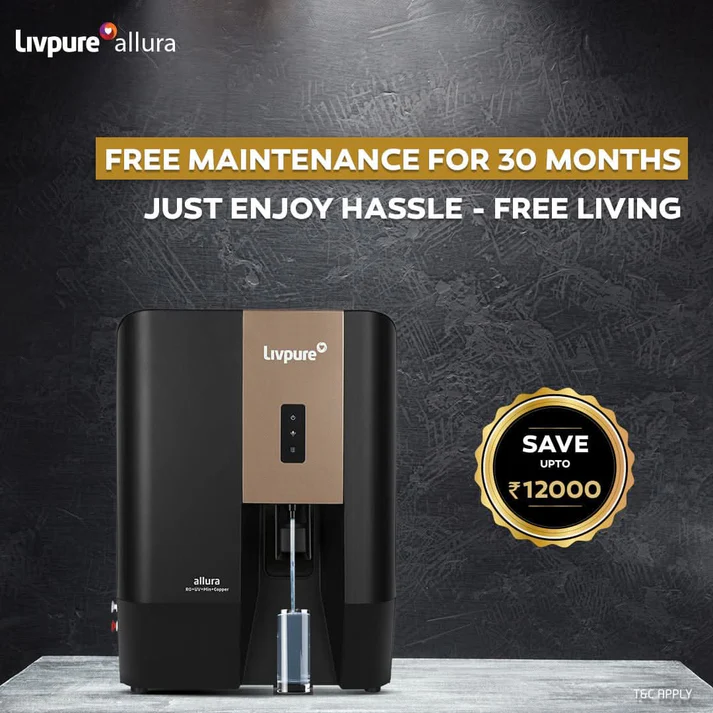 Livpure allura
FREE MAINTENANCE FOR 30 MONTHS
JUST ENJOY HASSLE - FREE LIVING
Livpure
SAVE
UPTO
₹12000
allura
RO+UV+Min+Copper
T&C APPLY